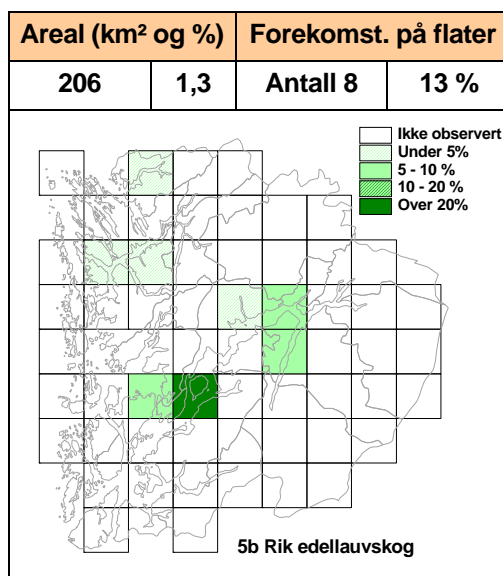 Areal (km² og %) Forekomst. på flater
206 1,3 Antall 8 13 %
Ikke observert
Under 5%
5 - 10 %
10 - 20 %
Over 20%
5b Rik edellauvskog